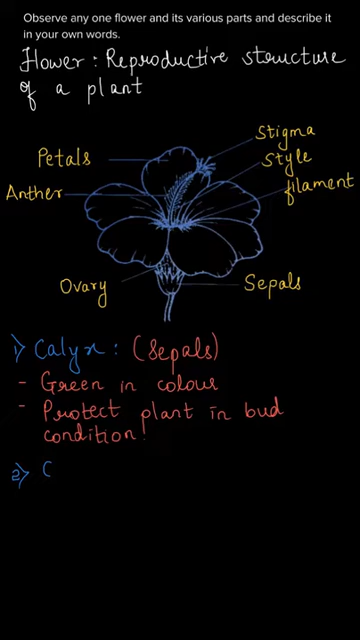 Observe any one flower and its various parts and describe it
in your own words.
Flower : Reproductive structure
of a plant
Stigma
Petals
Style
Anther
filament
Ovary
Sepals
1) Calyx : (Sepals)
- Green in colour
- Protect plant in bud
condition!
2) C